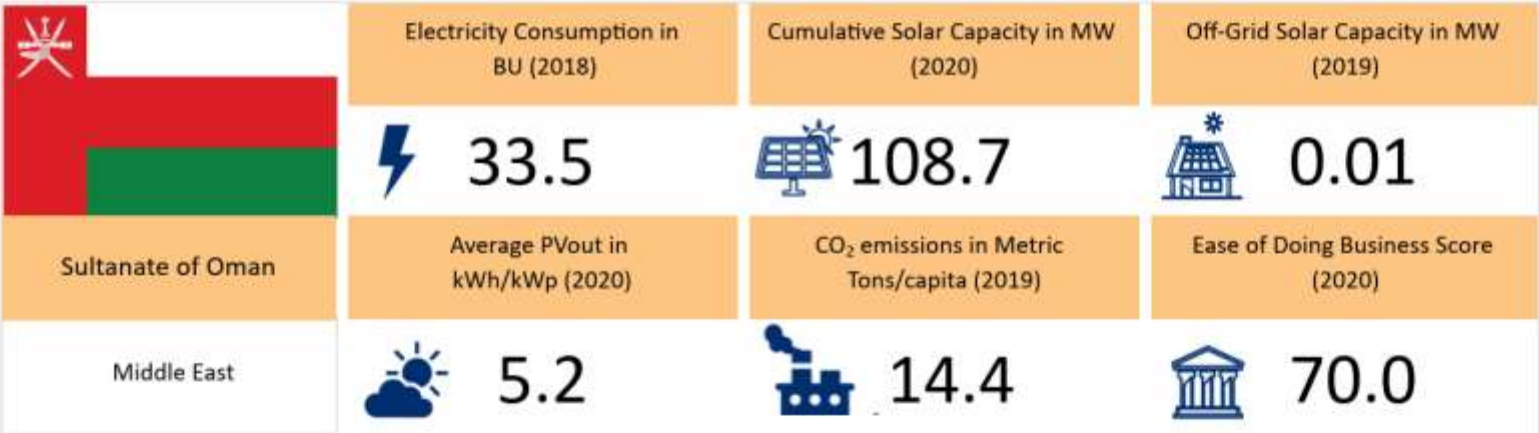 Electricity Consumption in
BU (2018)
Cumulative Solar Capacity in MW
(2020)
Off-Grid Solar Capacity in MW
(2019)
33.5
108.7
0.01
Sultanate of Oman
Average PVout in
kWh/kWp (2020)
CO₂ emissions in Metric
Tons/capita (2019)
Ease of Doing Business Score
(2020)
Middle East
5.2
14.4
70.0